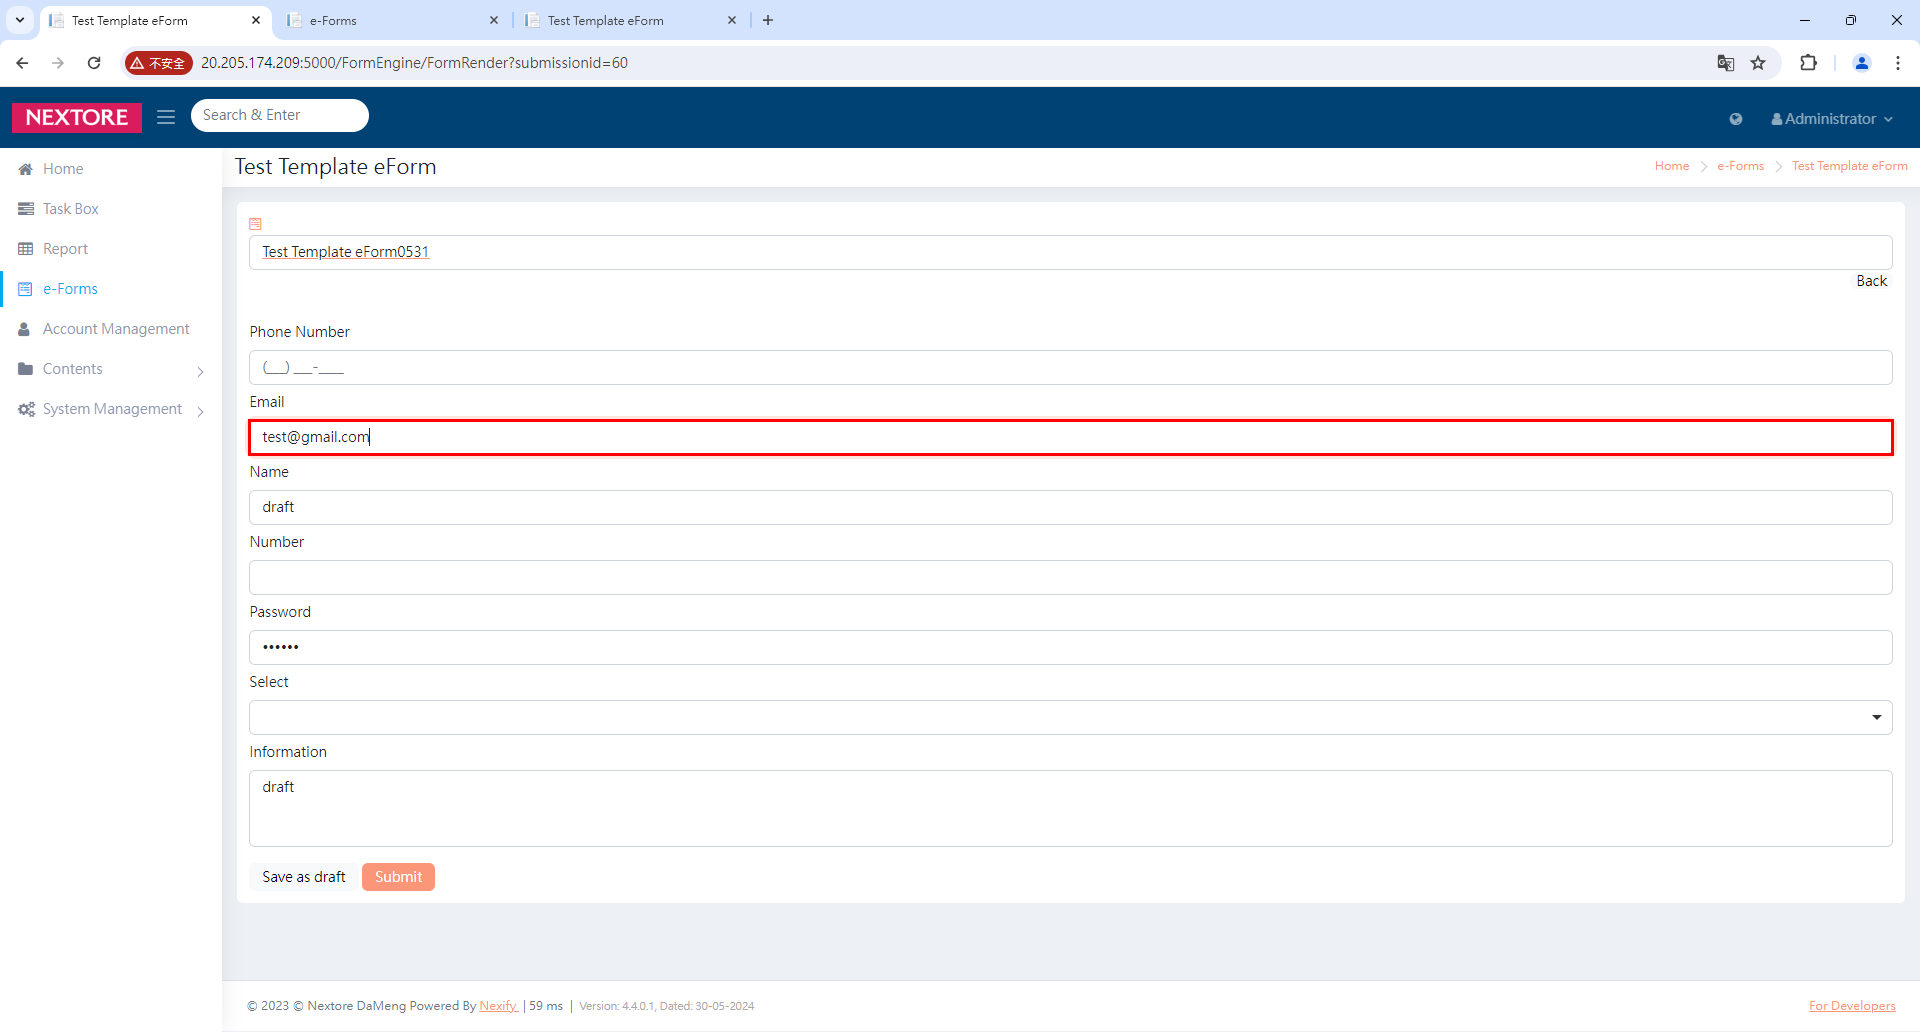 Test Template eForm
e-Forms
Test Template eForm
不安全
20.205.174.209:5000/FormEngine/FormRender?submissionid=60
NEXTORE
Search & Enter
Administrator
Home
Task Box
Report
e-Forms
Account Management
Contents
System Management
Test Template eForm
Home
e-Forms
Test Template eForm
Test Template eForm0531
Back
Phone Number
(___) ___-____
Email
test@gmail.com
Name
draft
Number
Password
••••••
Select
Information
draft
Save as draft
Submit
© 2023 © Nextore DaMeng Powered By Nexify | 59 ms | Version: 4.4.0.1, Dated: 30-05-2024
For Developers